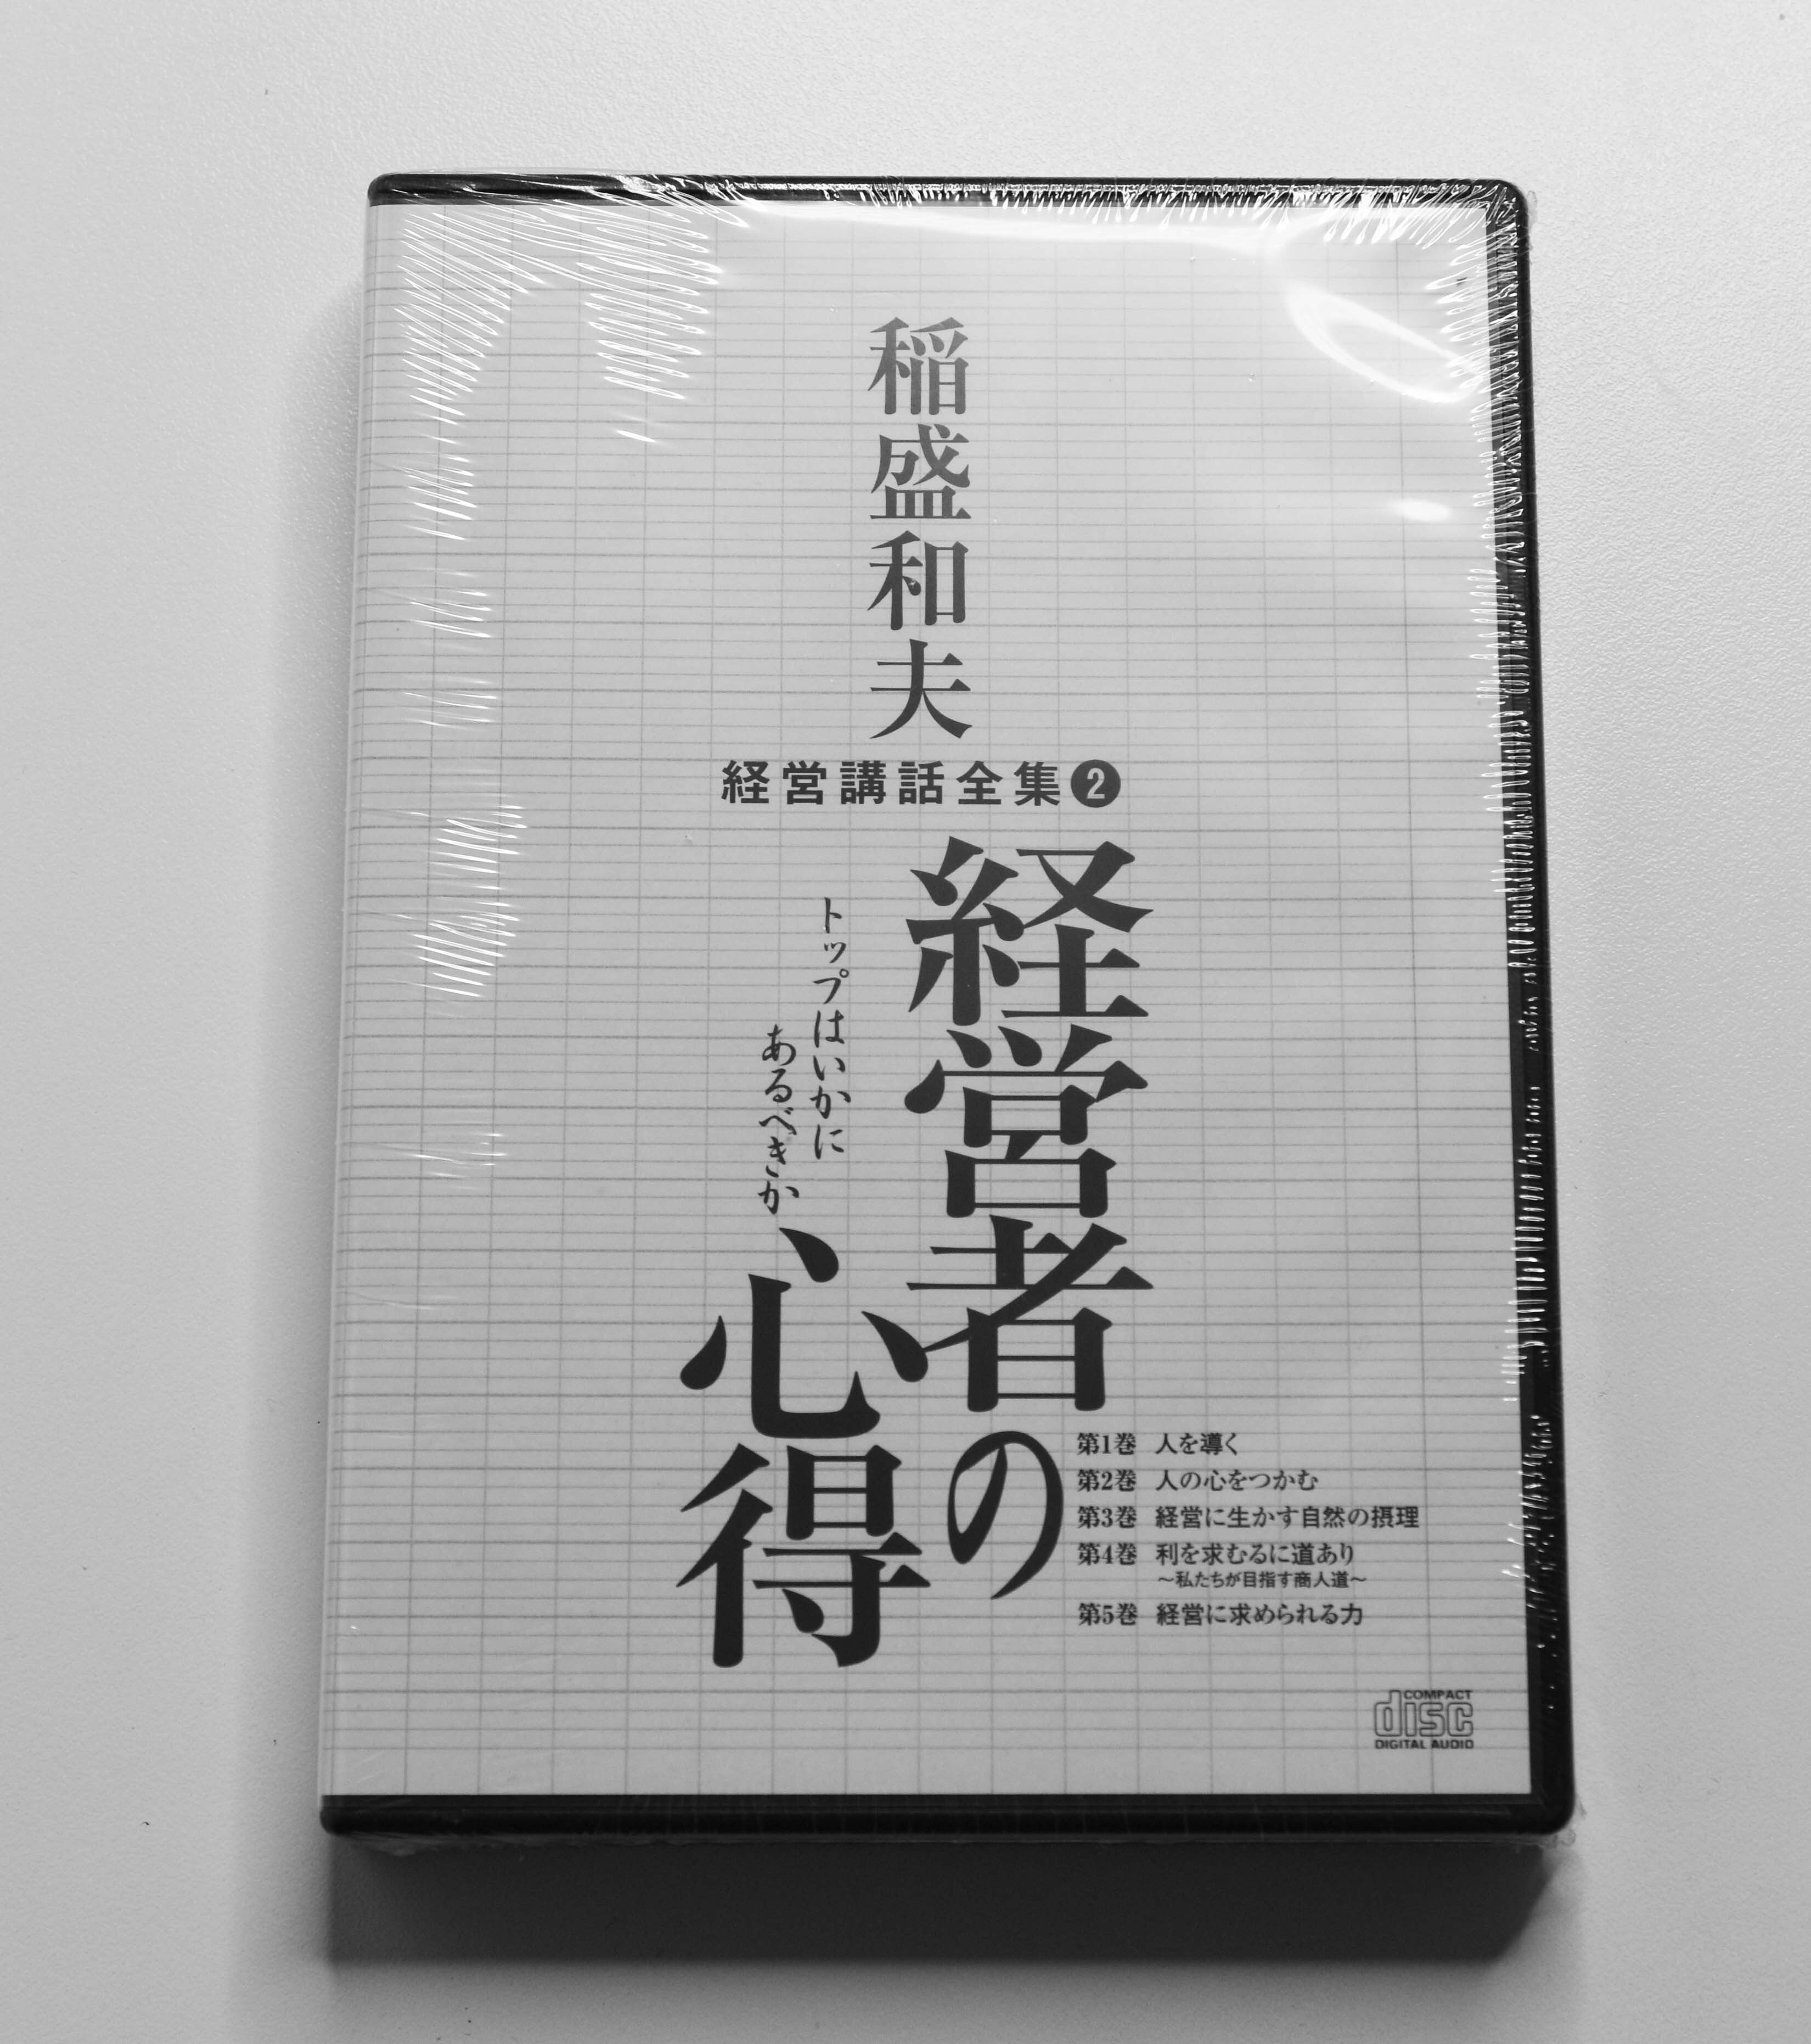 稲盛和夫
経営講話全集2
経営者の
心得
トップはいかに
あるべきか
第1巻 人を導く
第2巻 人の心をつかむ
第3巻 経営に生かす自然の摂理
第4巻 利を求むるに道あり
～私たちが目指す商人道～
第5巻 経営に求められる力
COMPACT
disc
DIGITAL AUDIO